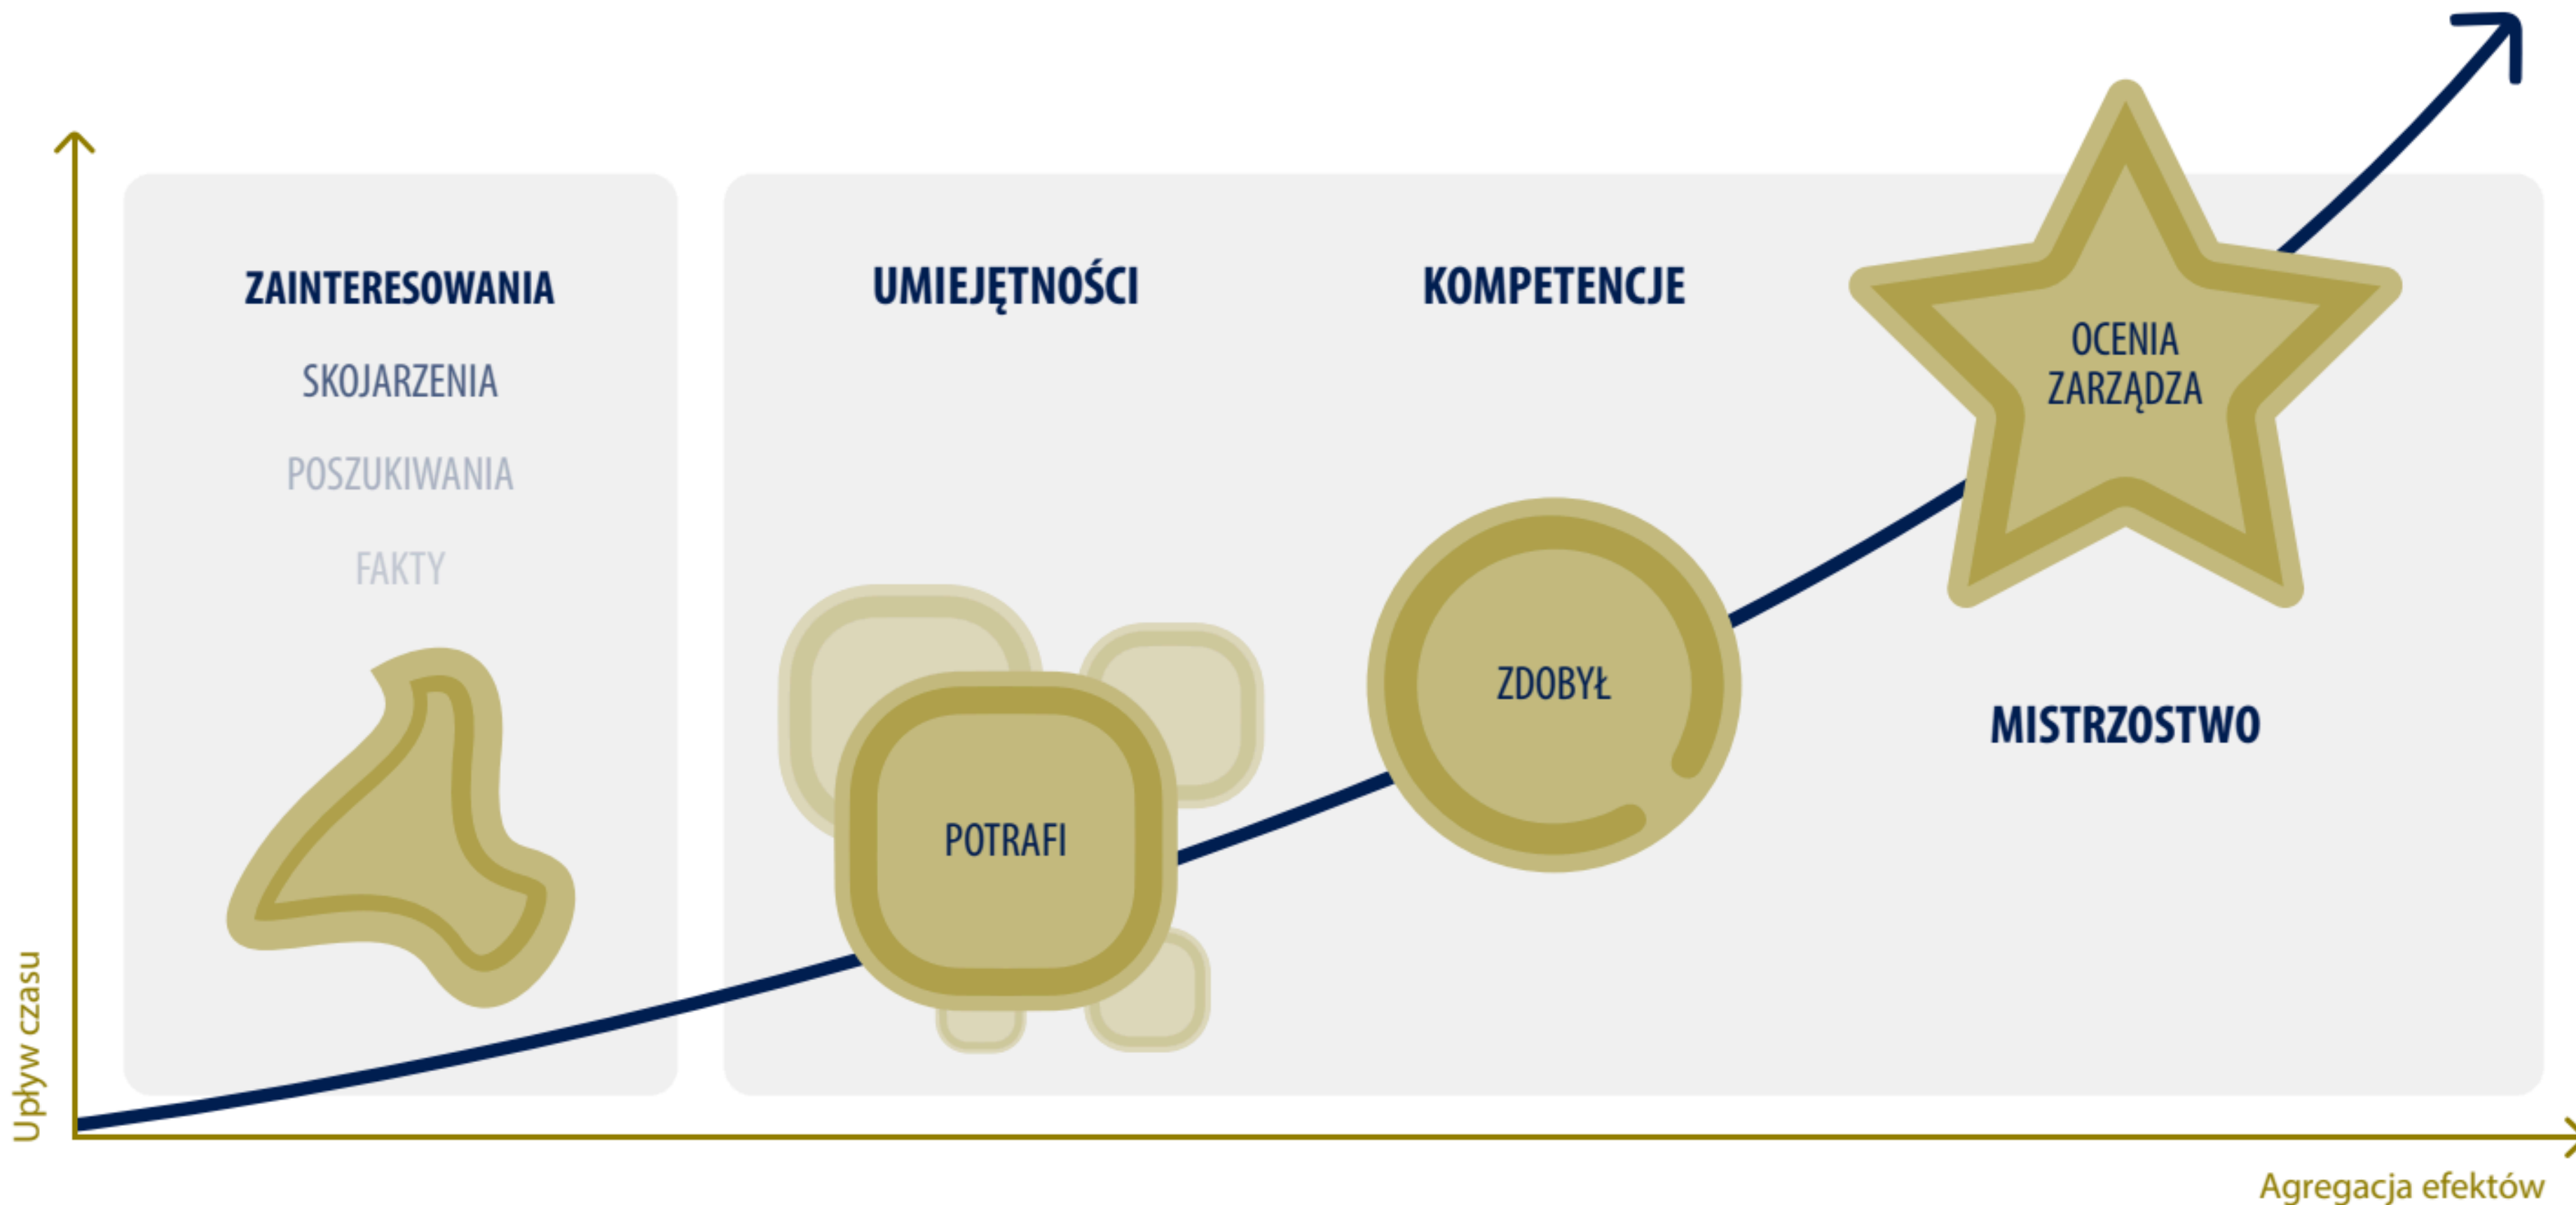 ZAINTERESOWANIA
SKOJARZENIA
POSZUKIWANIA
FAKTY
UMIEJĘTNOŚCI
POTRAFI
KOMPETENCJE
ZDOBYŁ
OCENIA
ZARZĄDZA
MISTRZOSTWO
Upływ czasu
Agregacja efektów